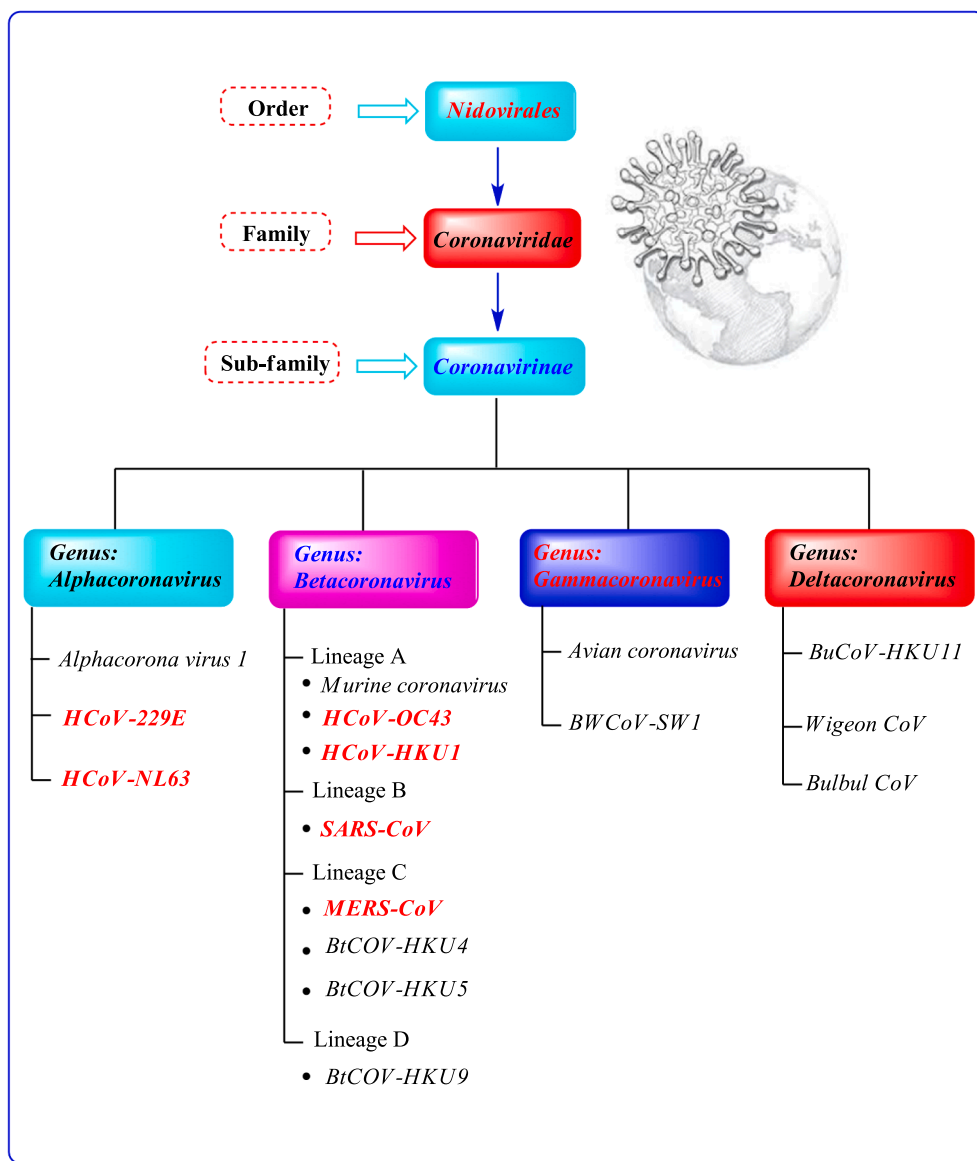 Order
Nidovirales
Family
Coronaviridae
Sub-family
Coronavirinae
Genus:
Alphacoronavirus
Alphacorona virus 1
HCoV-229E
HCoV-NL63
Genus:
Betacoronavirus
Lineage A
Murine coronavirus
HCoV-OC43
HCoV-HKU1
Lineage B
SARS-CoV
Lineage C
MERS-CoV
BtCOV-HKU4
BtCOV-HKU5
Lineage D
BtCOV-HKU9
Genus:
Gammacoronavirus
Avian coronavirus
BWCoV-SW1
Genus:
Deltacoronavirus
BuCoV-HKU11
Wigeon CoV
Bulbul CoV